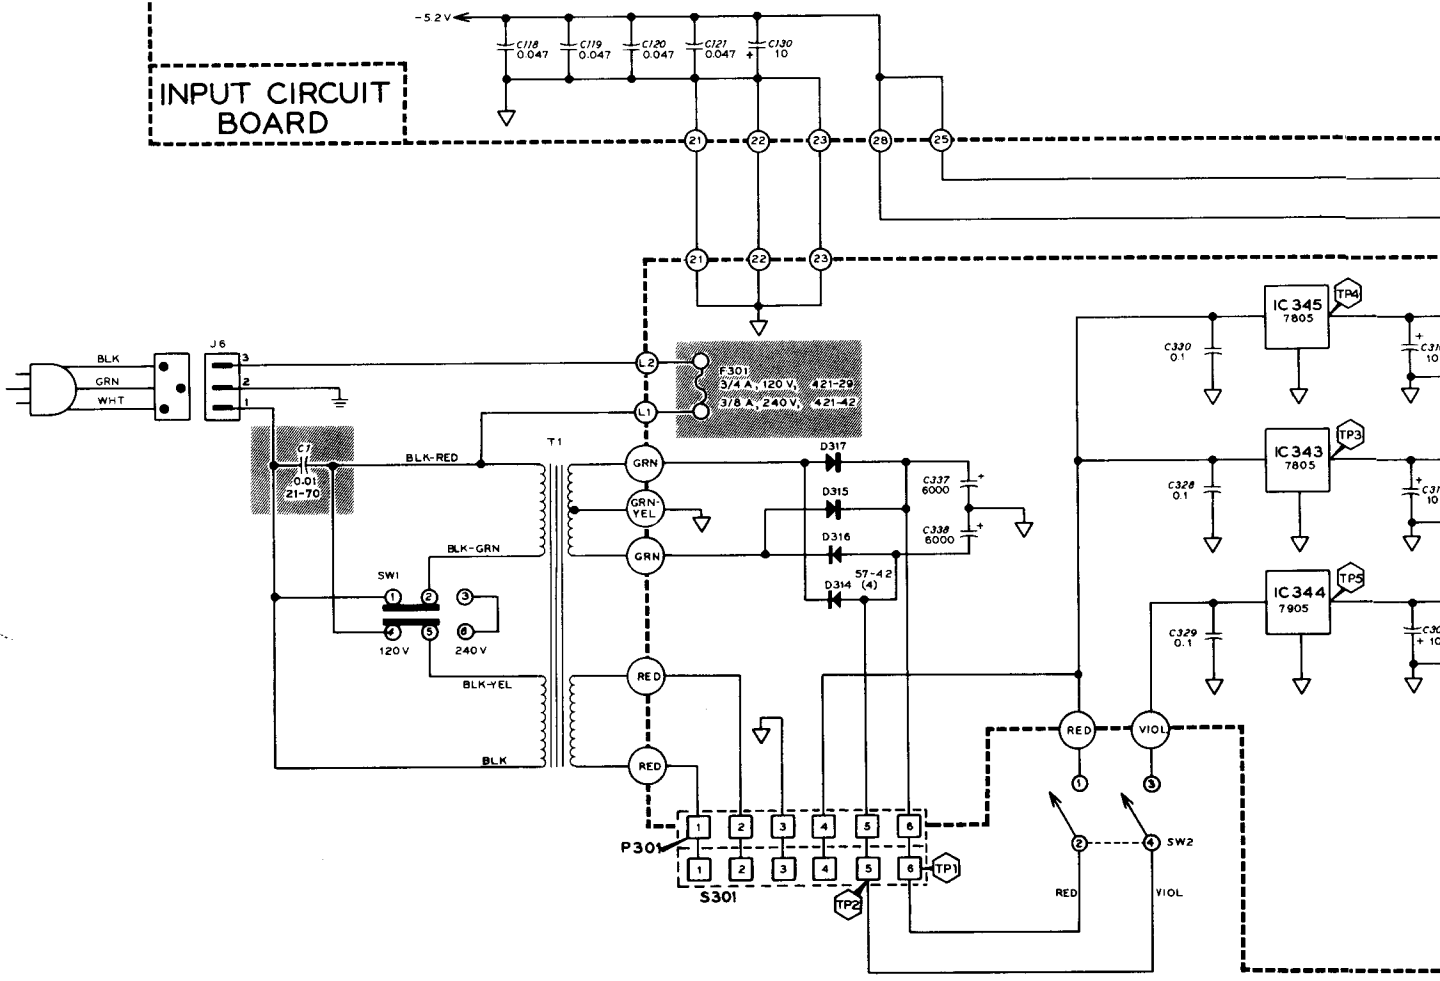 -5.2V
C118
0.047
C119
0.047
C120
0.047
C121
0.047
C130
+ 10
INPUT CIRCUIT
BOARD
21 22 23 28 25
21 22 23
IC 345
7805
TP4
C330
0.1
+
10
J6
BLK
GRN
WHT
3
2
1
L2
F301
3/4 A, 120 V, 421-29
3/8 A, 240 V, 421-42
L1
T1
C7
0.01
21-70
BLK-RED
GRN
GRN-
YEL
GRN
D317
D315
D316
D314
57-42
(4)
C337
6000
+
C338
6000
+
IC 343
7805
TP3
C328
0.1
+
10
BLK-GRN
SW1
1 2 3
4 5 6
120V
240V
BLK-YEL
BLK
RED
RED
IC 344
7905
TP5
C329
0.1
+ 10
RED
VIOL
1
3
2
4
SW2
RED
VIOL
P301
1 2 3 4 5 6
1 2 3 4 5 6
S301
TP1
TP2